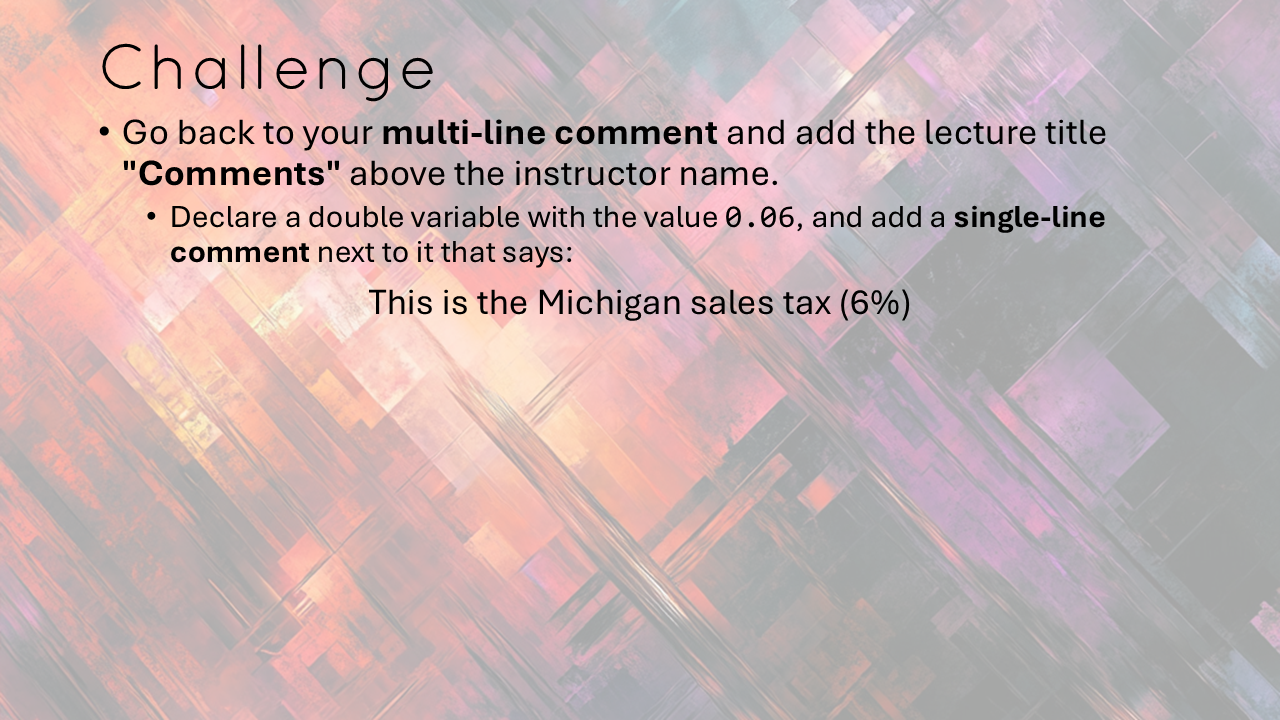 Challenge
• Go back to your multi-line comment and add the lecture title
"Comments" above the instructor name.
• Declare a double variable with the value 0.06, and add a single-line
comment next to it that says:
This is the Michigan sales tax (6%)